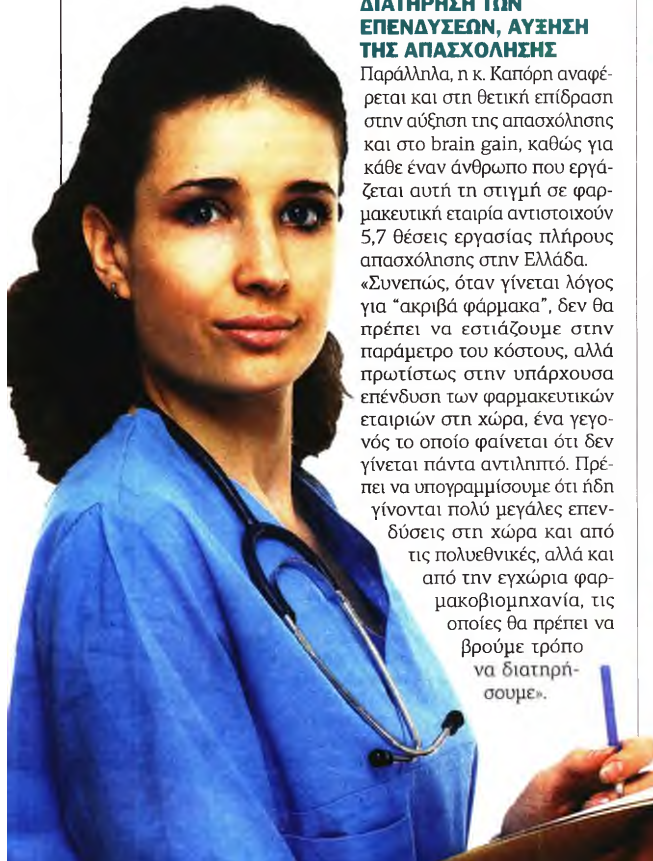 ΔΙΑΤΗΡΗΣΗ ΤΩΝ
ΕΠΕΝΔΥΣΕΩΝ, ΑΥΞΗΣΗ
ΤΗΣ ΑΠΑΣΧΟΛΗΣΗΣ
Παράλληλα, η κ. Καπόρη αναφέ-
ρεται και στη θετική επίδραση
στην αύξηση της απασχόλησης
και στο brain gain, καθώς για
κάθε έναν άνθρωπο που εργά-
ζεται αυτή τη στιγμή σε φαρ-
μακευτική εταιρία αντιστοιχούν
5,7 θέσεις εργασίας πλήρους
απασχόλησης στην Ελλάδα.
«Συνεπώς, όταν γίνεται λόγος
για "ακριβά φάρμακα", δεν θα
πρέπει να εστιάζουμε στην
παράμετρο του κόστους, αλλά
πρωτίστως στην υπάρχουσα
επένδυση των φαρμακευτικών
εταιριών στη χώρα, ένα γεγο-
νός το οποίο φαίνεται ότι δεν
γίνεται πάντα αντιληπτό. Πρέ-
πει να υπογραμμίσουμε ότι ήδη
γίνονται πολύ μεγάλες επεν-
δύσεις στη χώρα και από
τις πολυεθνικές, αλλά και
από την εγχώρια φαρ-
μακοβιομηχανία, τις
οποίες θα πρέπει να
βρούμε τρόπο
να διατηρή-
σουμε».